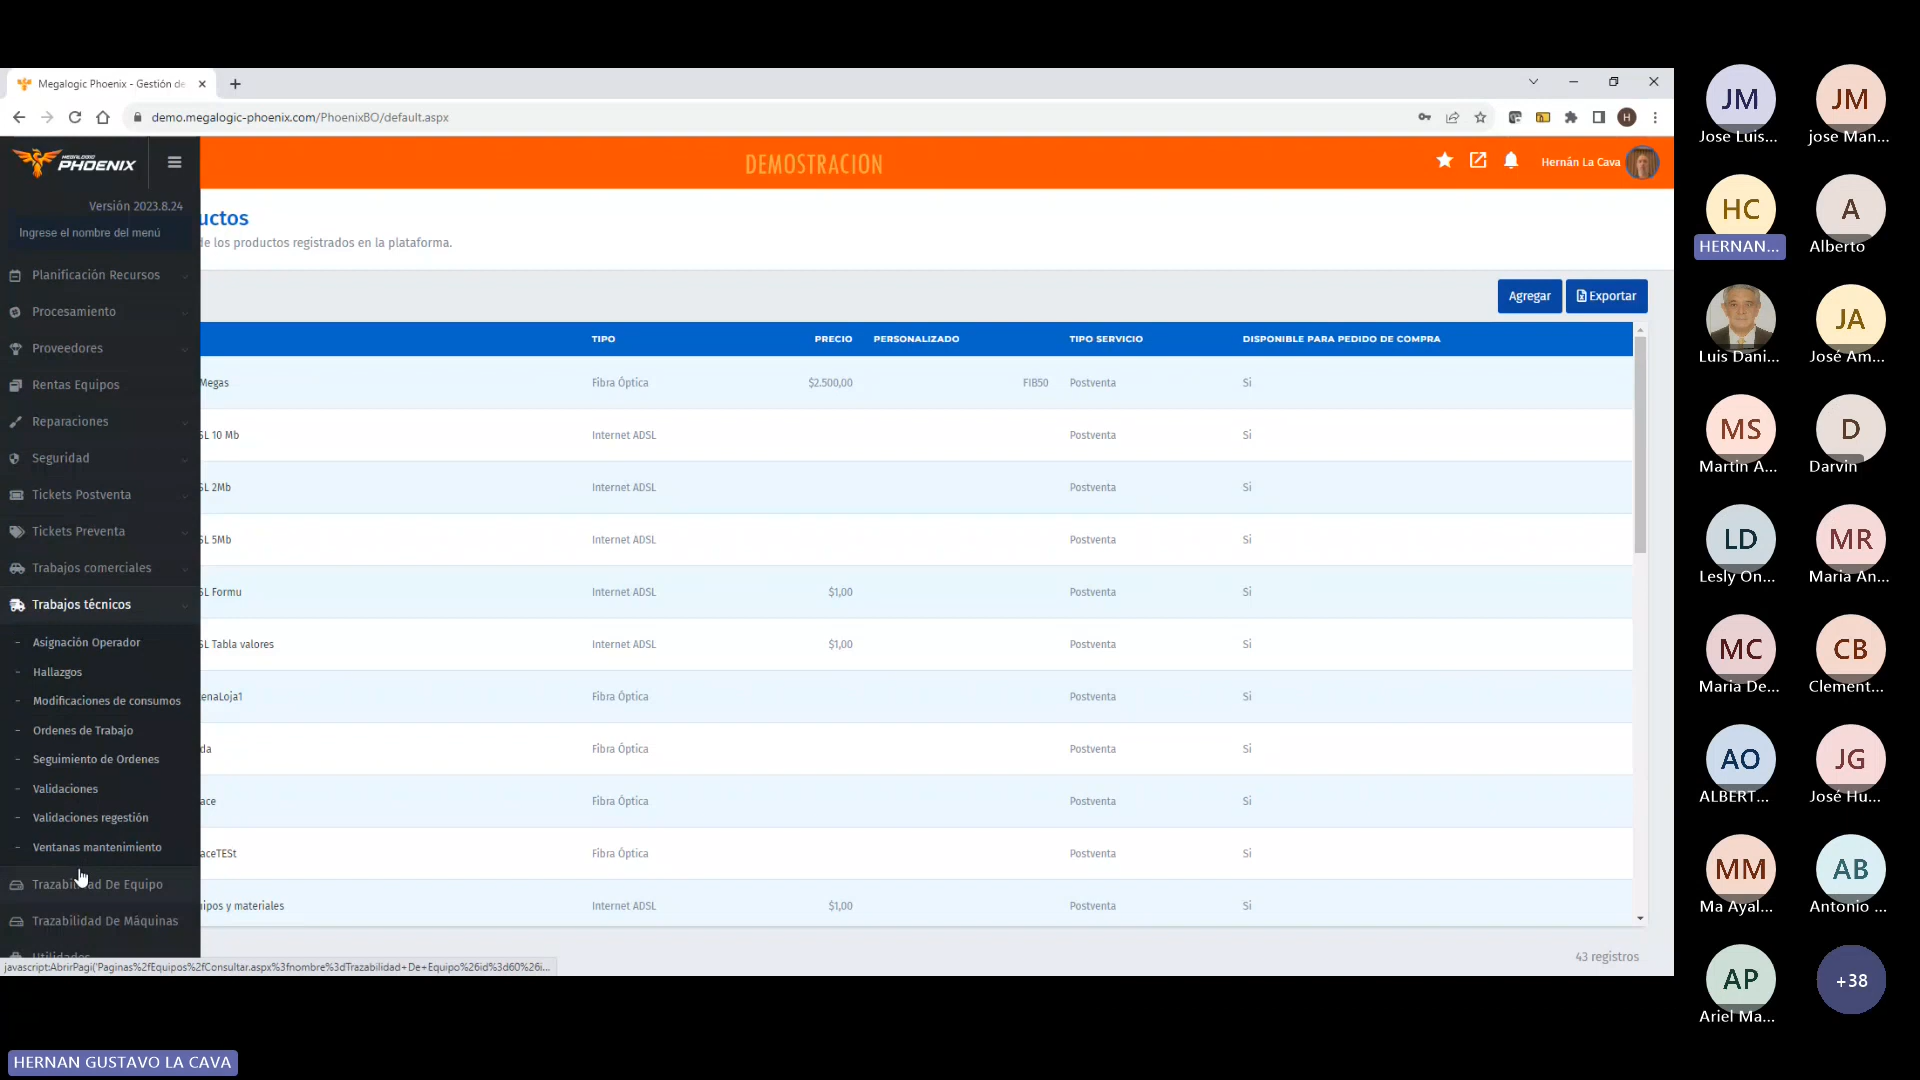 Megalogic Phoenix - Gestión de
demo.megalogic-phoenix.com/PhoenixBO/default.aspx
H
MEGALOGIC
PHOENIX
DEMOSTRACION
Hernán La Cava
Versión 2023.8.24
Ingrese el nombre del menú
Planificación Recursos
Procesamiento
Proveedores
Rentas Equipos
Reparaciones
Seguridad
Tickets Postventa
Tickets Preventa
Trabajos comerciales
Trabajos técnicos
- Asignación Operador
- Hallazgos
- Modificaciones de consumos
- Ordenes de Trabajo
- Seguimiento de Ordenes
- Validaciones
- Validaciones regestión
- Ventanas mantenimiento
Trazabilidad De Equipo
Trazabilidad De Máquinas
Utilidades
uctos
de los productos registrados en la plataforma.
Agregar
Exportar
TIPO PRECIO PERSONALIZADO TIPO SERVICIO DISPONIBLE PARA PEDIDO DE COMPRA
Megas Fibra Óptica $2.500,00 FIB50 Postventa Si
SL 10 Mb Internet ADSL Postventa Si
SL 2Mb Internet ADSL Postventa Si
SL 5Mb Internet ADSL Postventa Si
SL Formu Internet ADSL $1,00 Postventa Si
SL Tabla valores Internet ADSL $1,00 Postventa Si
enaLoja1 Fibra Óptica Postventa Si
da Fibra Óptica Postventa Si
ace Fibra Óptica Postventa Si
aceTESt Fibra Óptica Postventa Si
ipos y materiales Internet ADSL $1,00 Postventa Si
43 registros
javascript:AbrirPagi('Paginas%2fEquipos%2fConsultar.aspx%3fnombre%3dTrazabilidad+De+Equipo%26id%3d60%26i...
JM JM
Jose Luis... jose Man...
HC A
HERNAN... Alberto
JA
Luis Dani... José Am...
MS D
Martin A... Darvin
LD MR
Lesly On... Maria An...
MC CB
Maria De... Clement...
AO JG
ALBERT... José Hu...
MM AB
Ma Ayal... Antonio ...
AP +38
Ariel Ma...
HERNAN GUSTAVO LA CAVA